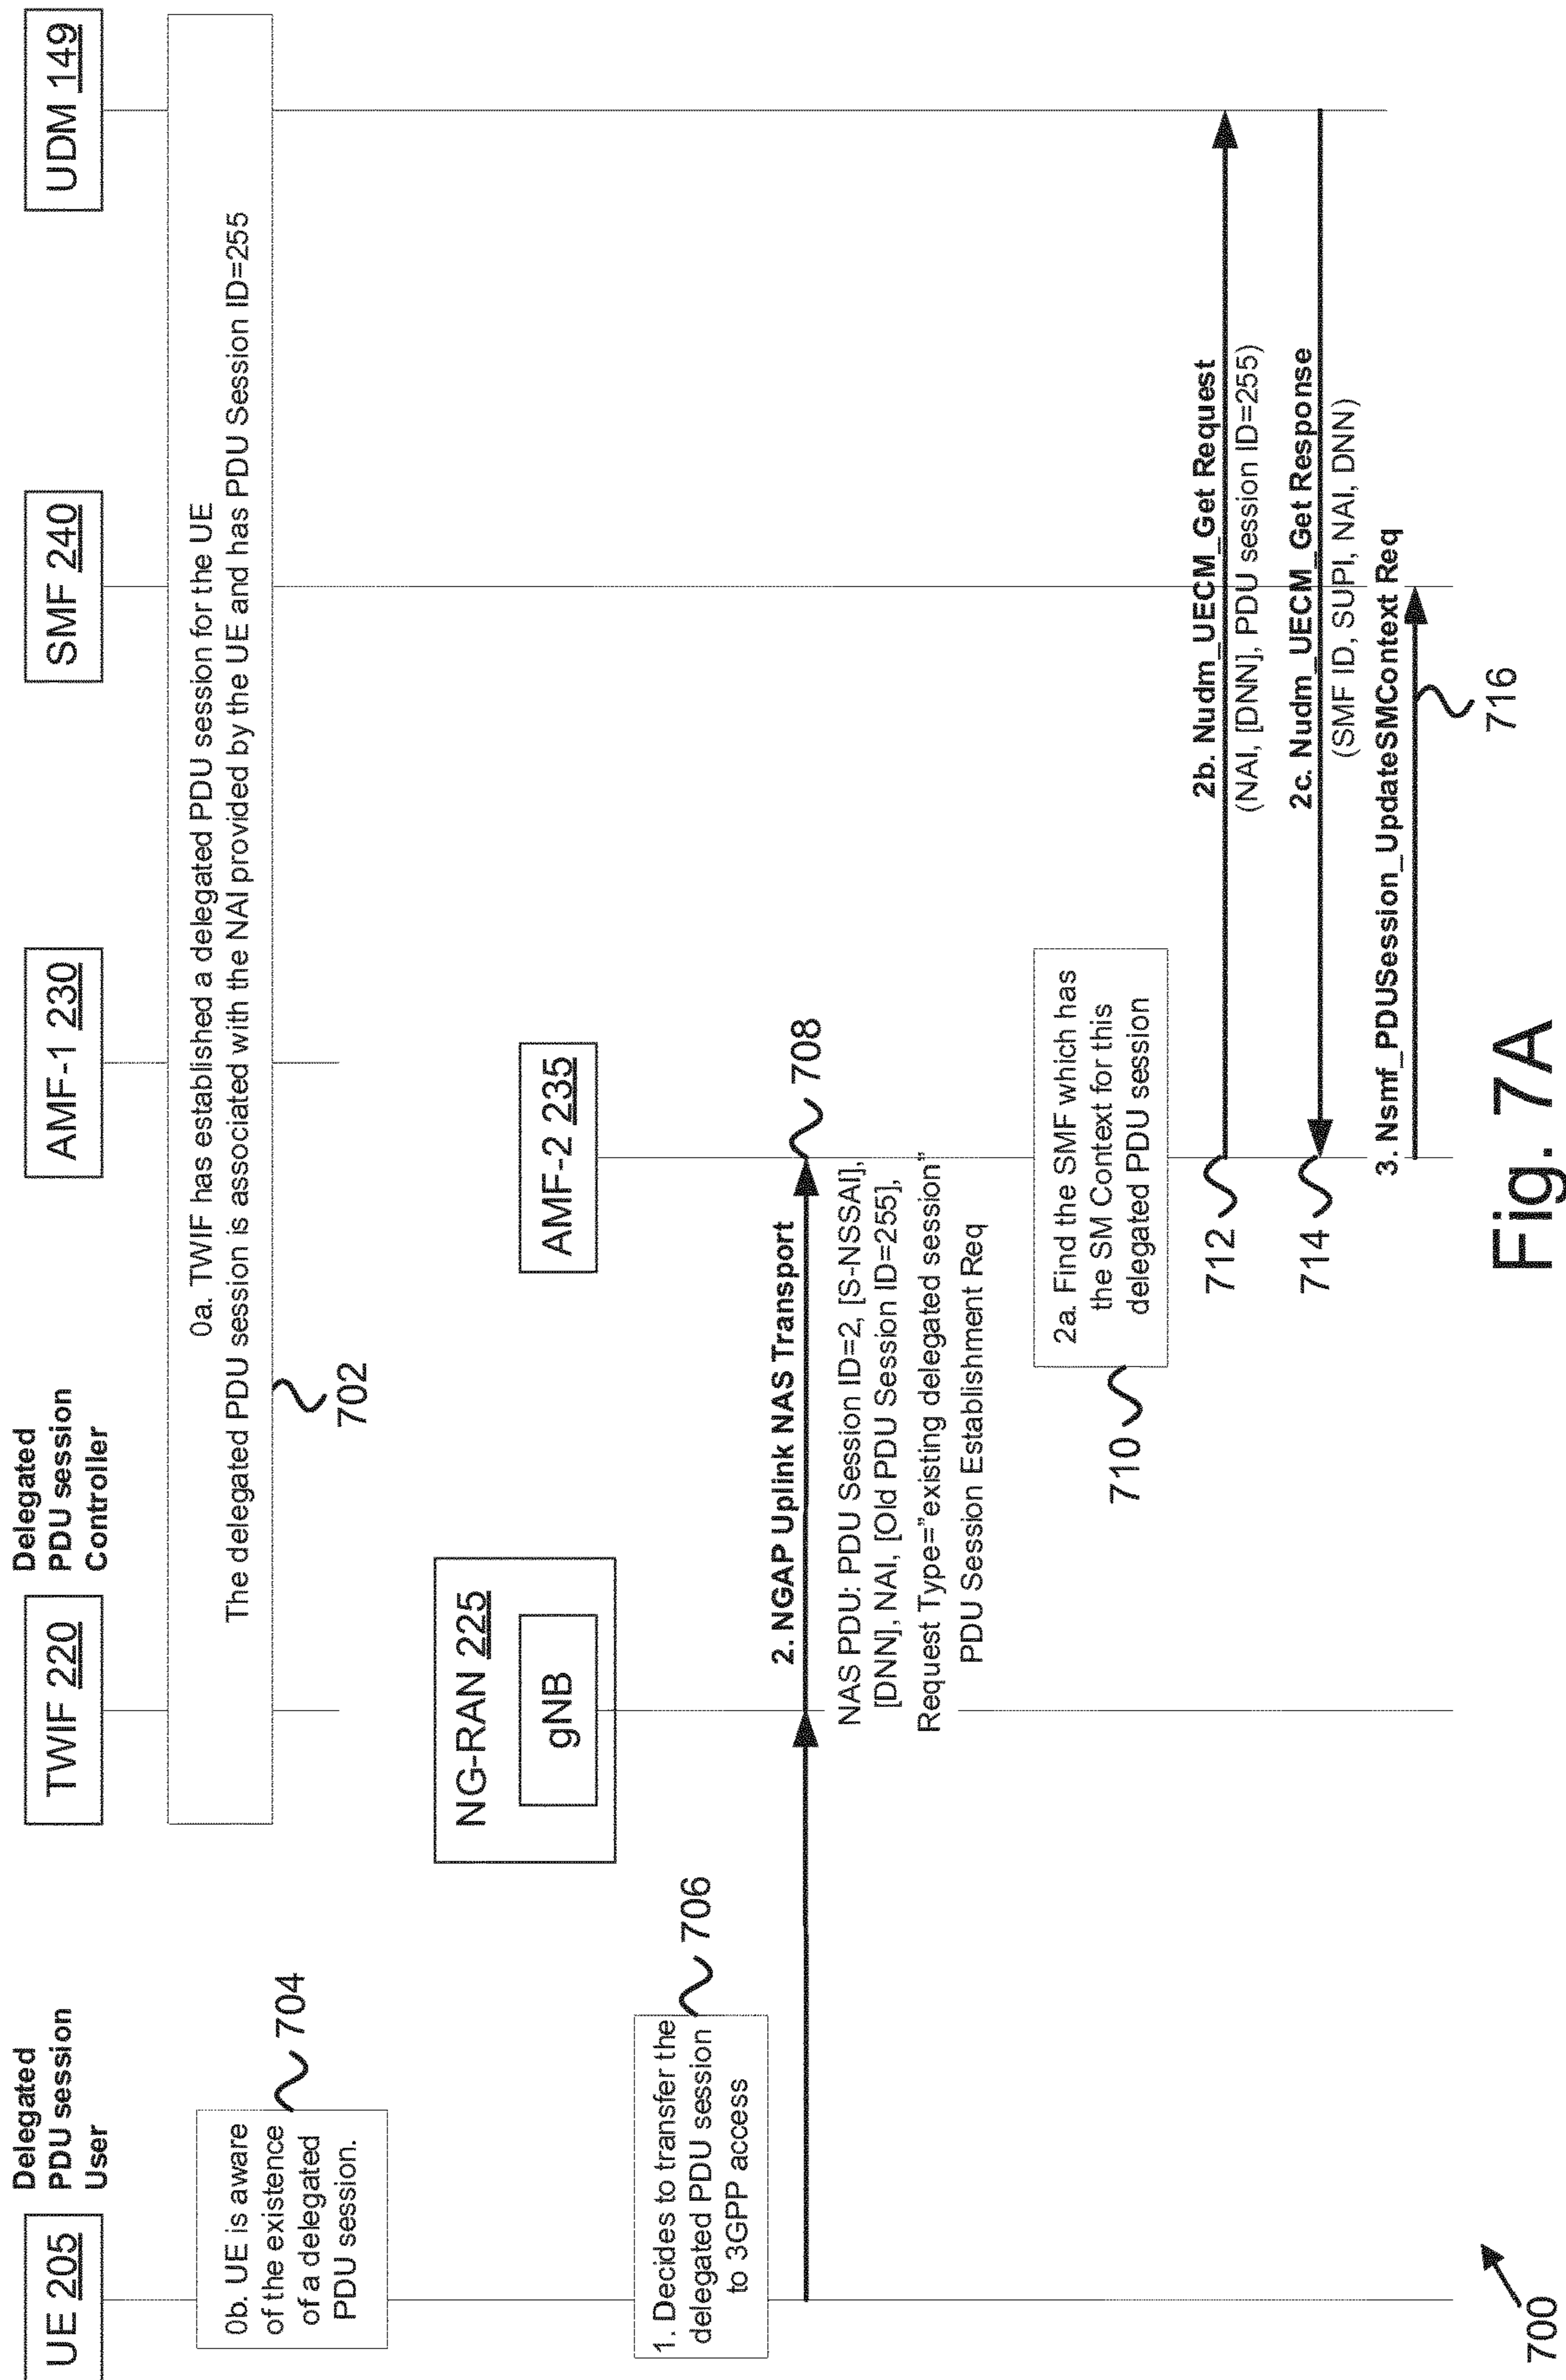 Delegated
PDU session
User
Delegated
PDU session
Controller
UE 205
TWIF 220
AMF-1 230
SMF 240
UDM 149
0a. TWIF has established a delegated PDU session for the UE
The delegated PDU session is associated with the NAI provided by the UE and has PDU Session ID=255
702
0b. UE is aware
of the existence
of a delegated
PDU session.
704
NG-RAN 225
gNB
AMF-2 235
1. Decides to transfer the
delegated PDU session
to 3GPP access
706
2. NGAP Uplink NAS Transport
708
NAS PDU: PDU Session ID=2, [S-NSSAI],
[DNN], NAI, [Old PDU Session ID=255],
Request Type=”existing delegated session”
PDU Session Establishment Req
2a. Find the SMF which has
the SM Context for this
delegated PDU session
710
2b. Nudm_UECM_Get Request
(NAI, [DNN], PDU session ID=255)
712
2c. Nudm_UECM_Get Response
(SMF ID, SUPI, NAI, DNN)
714
3. Nsmf_PDUSession_UpdateSMContext Req
716
700
Fig. 7A